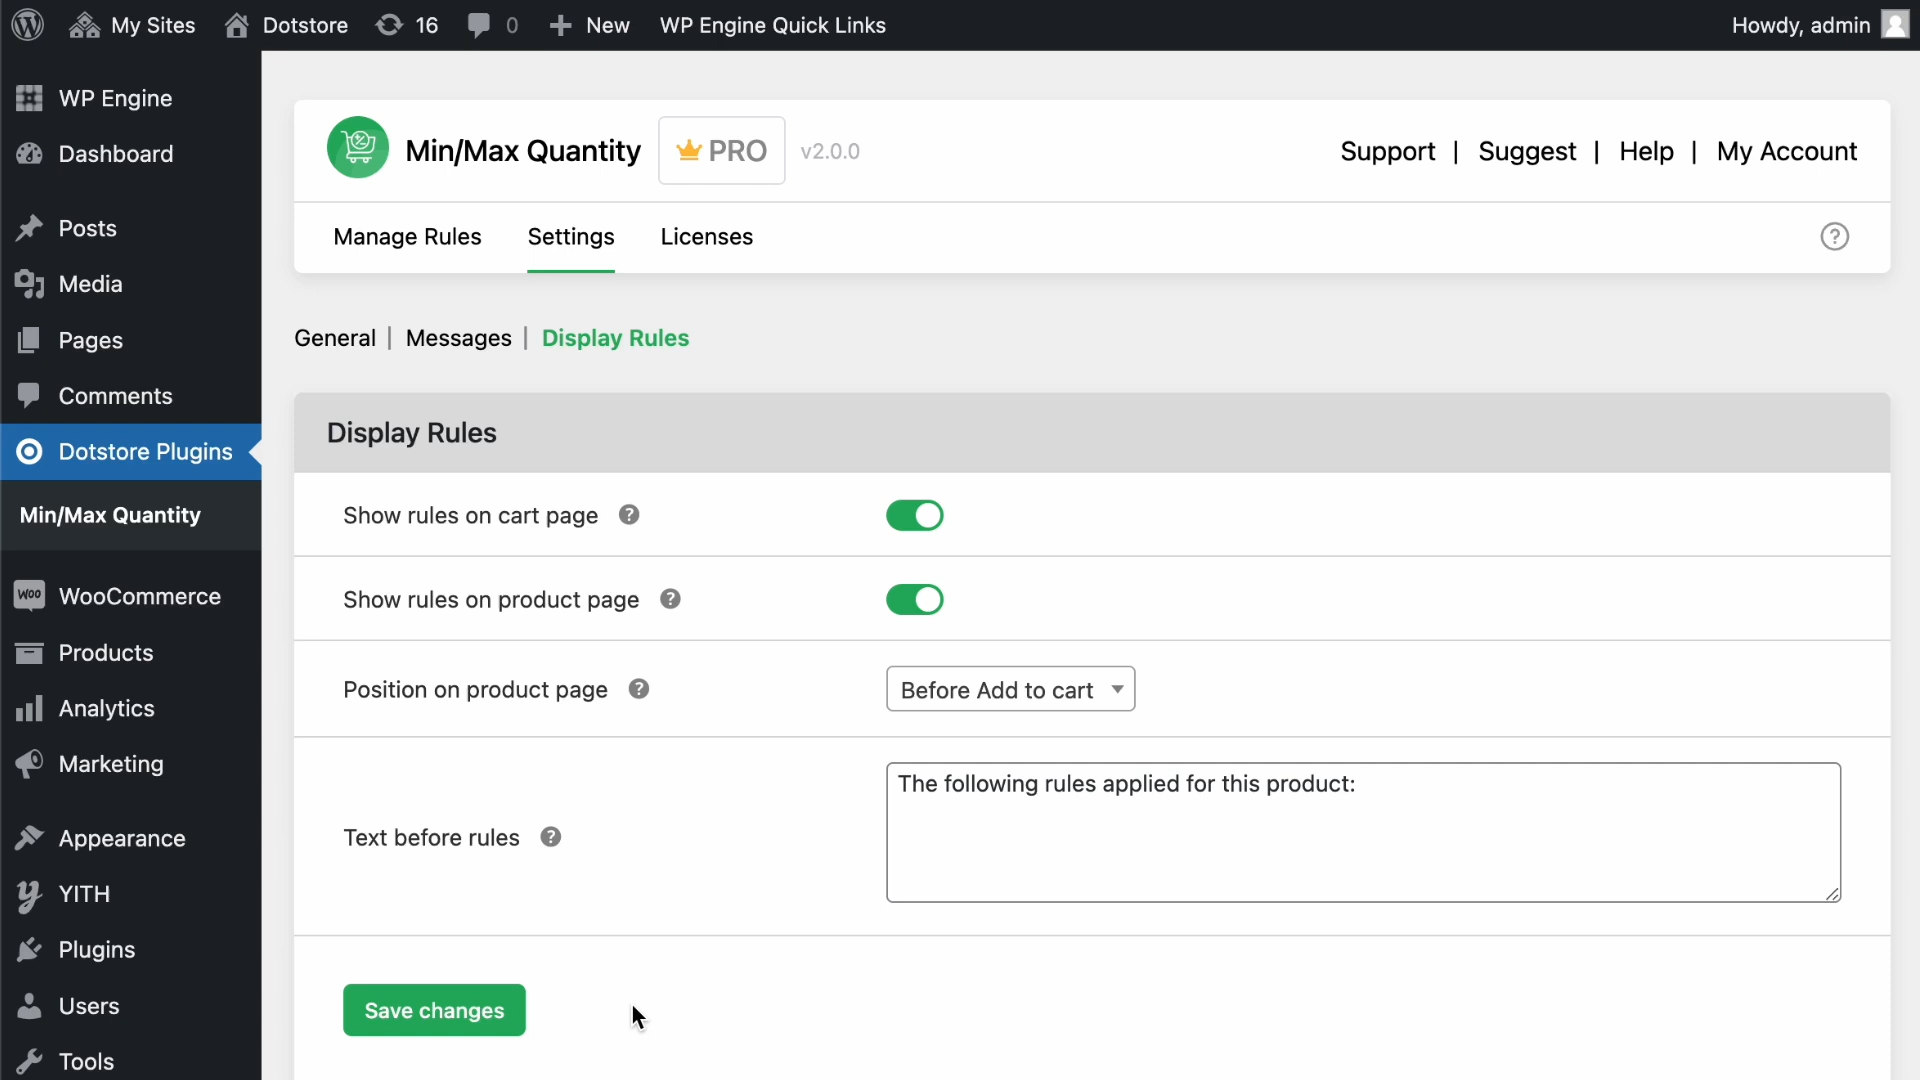 My Sites Dotstore 16 0 New WP Engine Quick Links Howdy, admin
WP Engine
Dashboard
Posts
Media
Pages
Comments
Dotstore Plugins
Min/Max Quantity
WooCommerce
Products
Analytics
Marketing
Appearance
YITH
Plugins
Users
Tools
Min/Max Quantity PRO v2.0.0 Support | Suggest | Help | My Account
Manage Rules Settings Licenses ?
General | Messages | Display Rules
Display Rules
Show rules on cart page ?
Show rules on product page ?
Position on product page ? Before Add to cart
Text before rules ? The following rules applied for this product:
Save changes